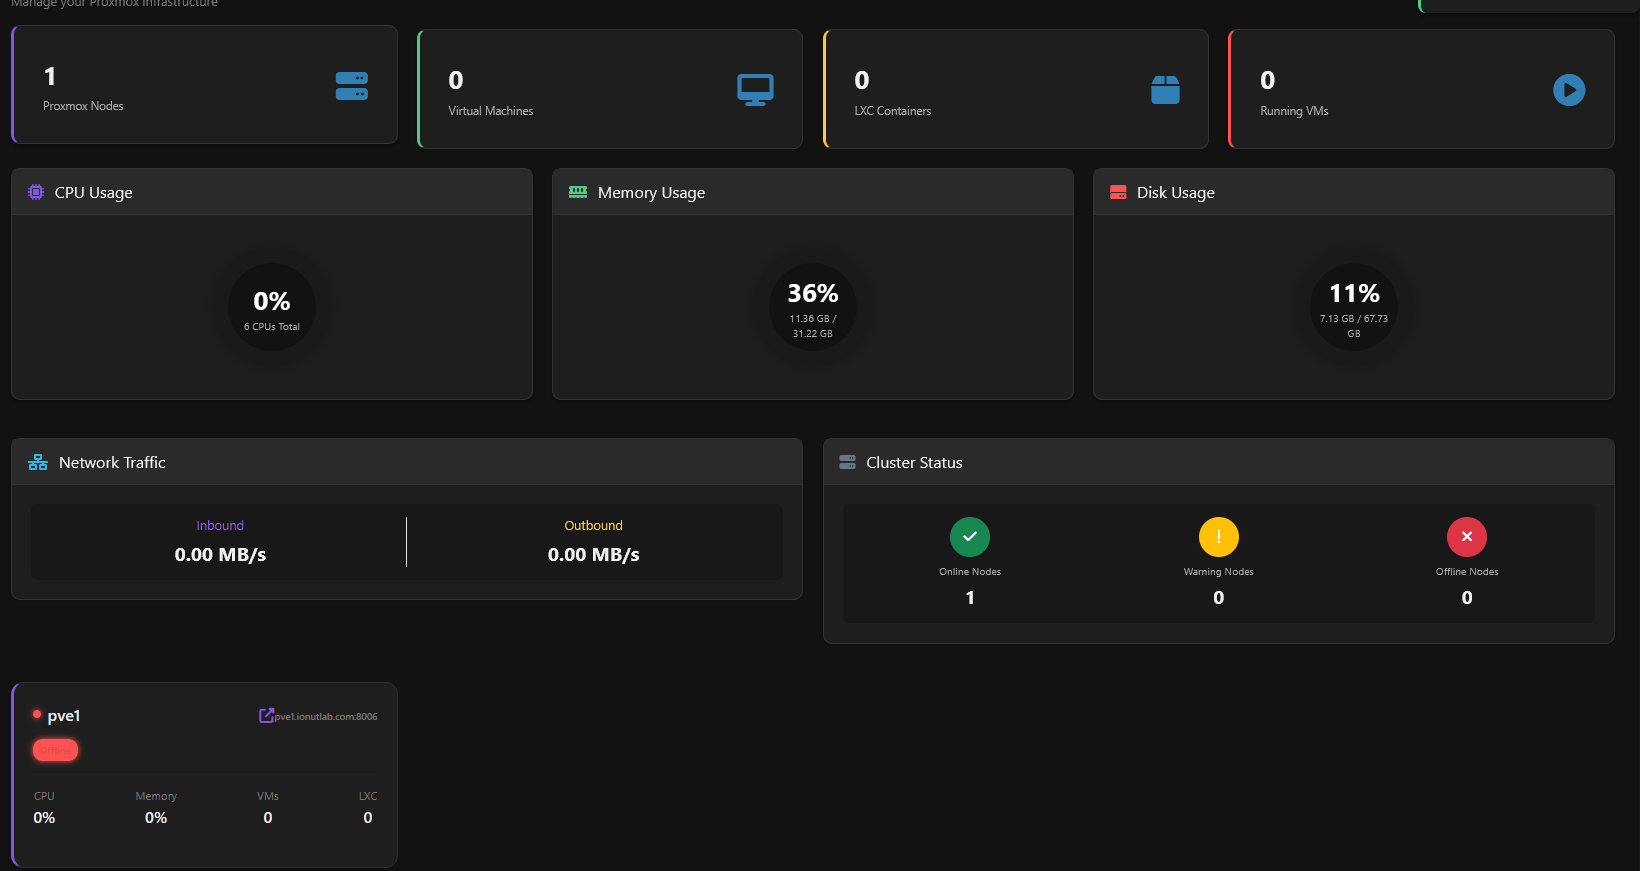 Manage your Proxmox Infrastructure
1
Proxmox Nodes
0
Virtual Machines
0
LXC Containers
0
Running VMs
CPU Usage
Memory Usage
Disk Usage
0%
6 CPUs Total
36%
11.36 GB /
31.22 GB
11%
7.13 GB / 67.73
GB
Network Traffic
Inbound
0.00 MB/s
Outbound
0.00 MB/s
Cluster Status
Online Nodes
1
Warning Nodes
0
Offline Nodes
0
pve1
pve1.ionutlab.com:8006
Offline
CPU
0%
Memory
0%
VMs
0
LXC
0